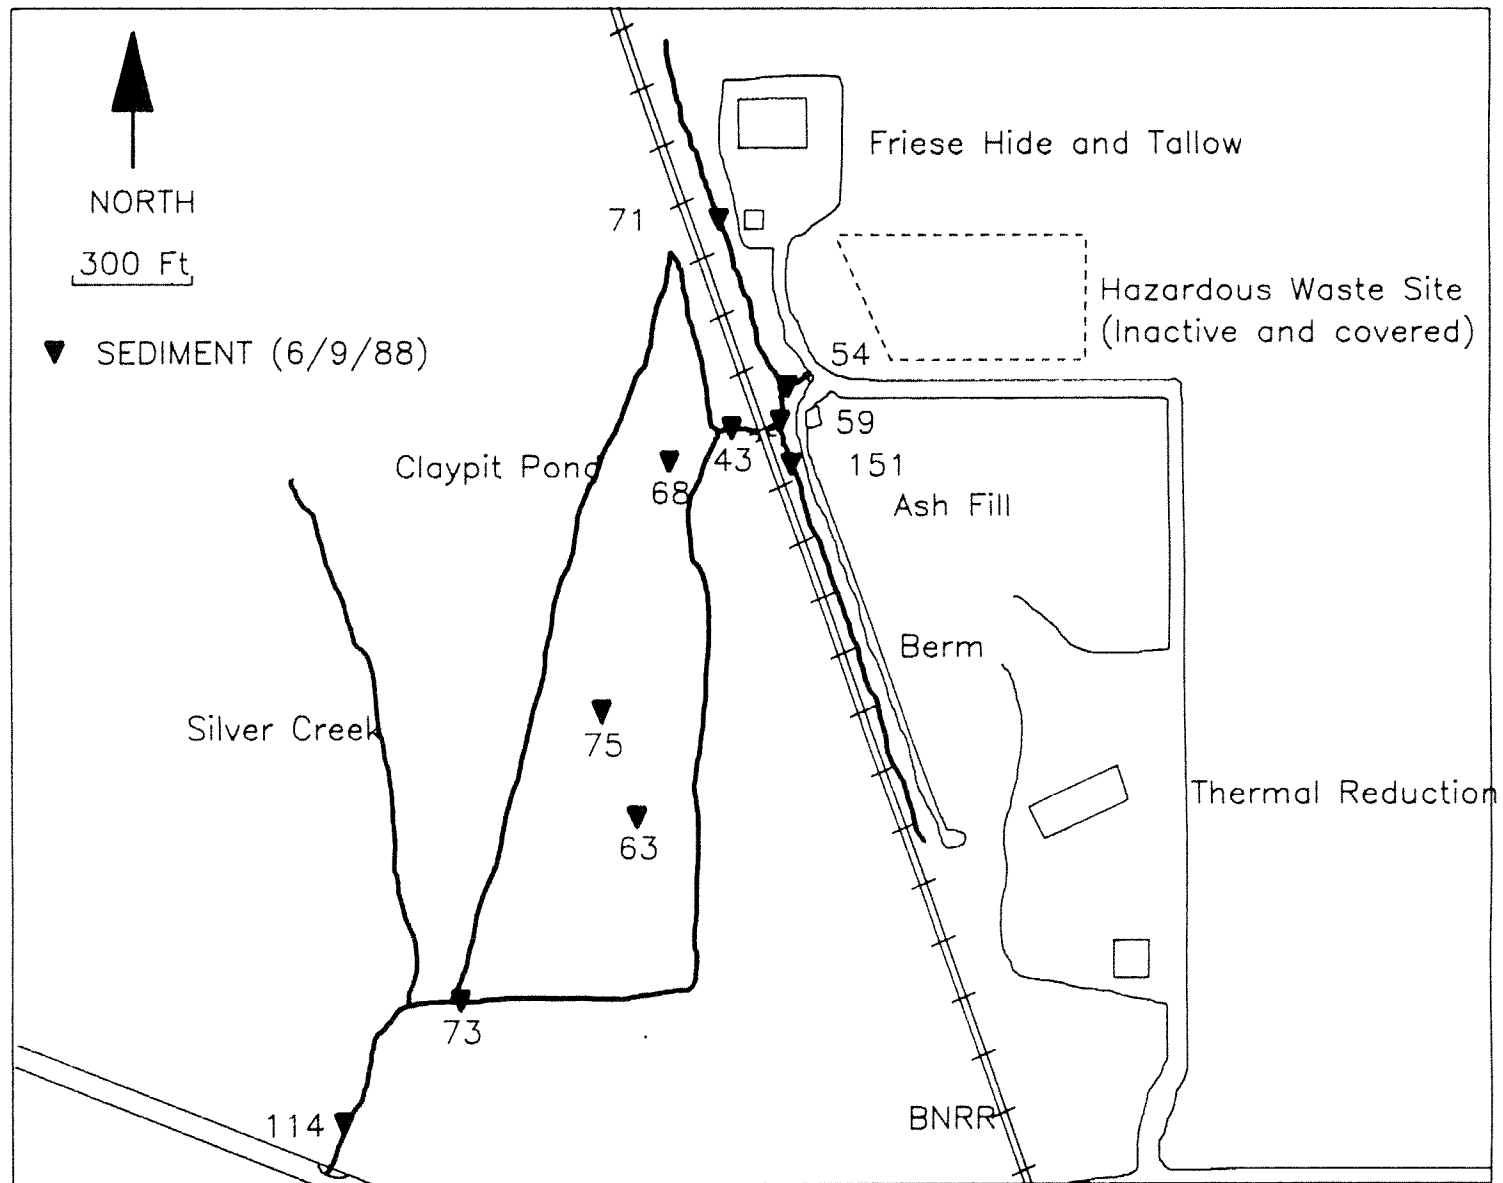 Friese Hide and Tallow
NORTH
71
300 Ft
Hazardous Waste Site
(Inactive and covered)
SEDIMENT (6/9/88)
54
59
Claypit Pond
43
151
68
Ash Fill
Berm
Silver Creek
75
Thermal Reduction
63
73
114
BNRR